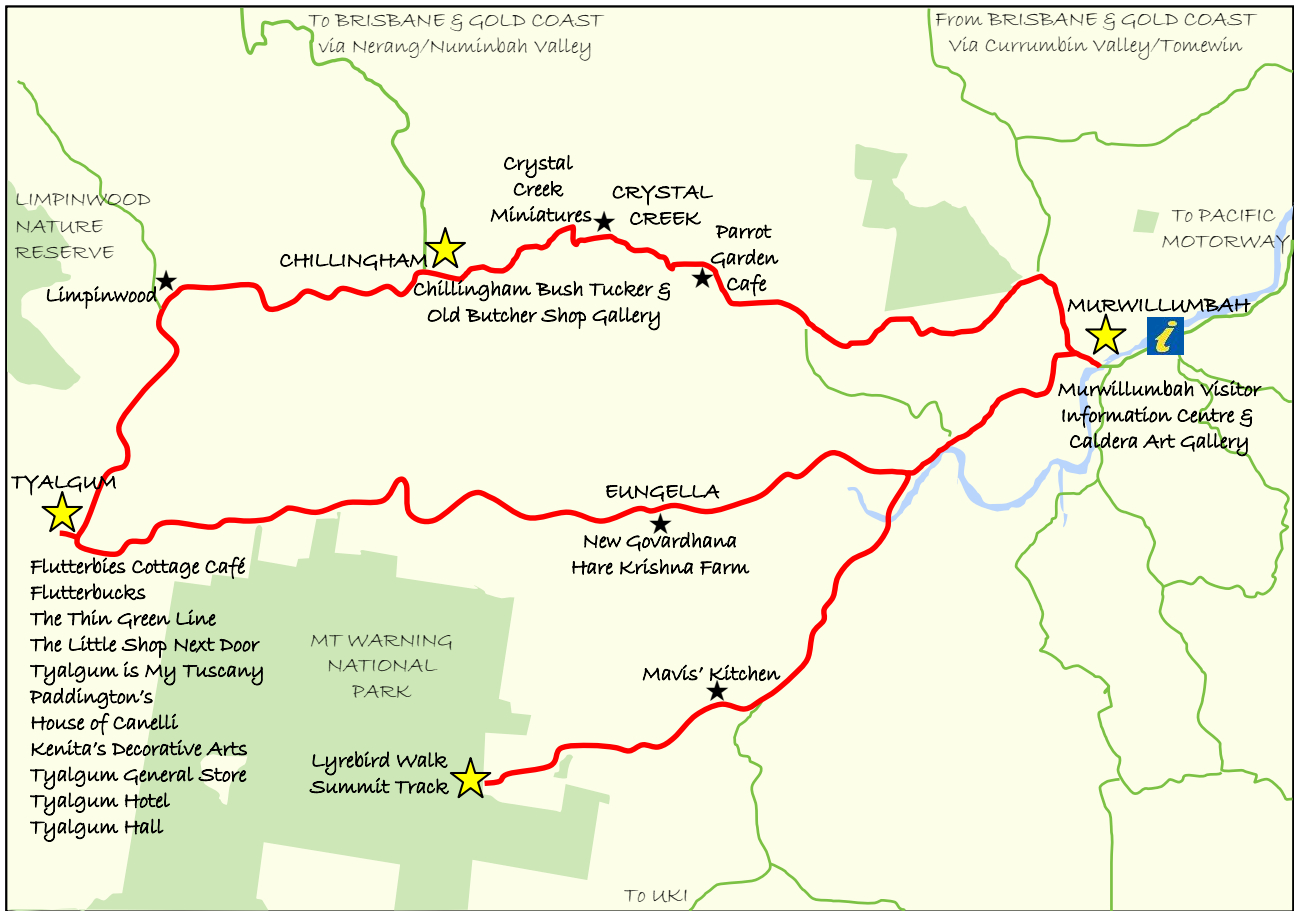 To BRISBANE & GOLD COAST
via Nerang/Numinbah Valley
From BRISBANE & GOLD COAST
Via Currumbin Valley/Tomewin
Crystal
Creek
Miniatures
CRYSTAL
CREEK
LIMPINWOOD
NATURE
RESERVE
Parrot
Garden
Cafe
To PACIFIC
MOTORWAY
CHILLINGHAM
Limpinwood
Chillingham Bush Tucker &
Old Butcher Shop Gallery
MURWILLUMBAH
i
Murwillumbah Visitor
Information Centre &
Caldera Art Gallery
TYALGUM
EUNGELLA
New Govardhana
Hare Krishna Farm
Flutterbies Cottage Café
Flutterbucks
The Thin Green Line
The Little Shop Next Door
Tyalgum is My Tuscany
Paddington's
House of Canelli
Kenita's Decorative Arts
Tyalgum General Store
Tyalgum Hotel
Tyalgum Hall
MT WARNING
NATIONAL
PARK
Mavis' Kitchen
Lyrebird Walk
Summit Track
To UKI